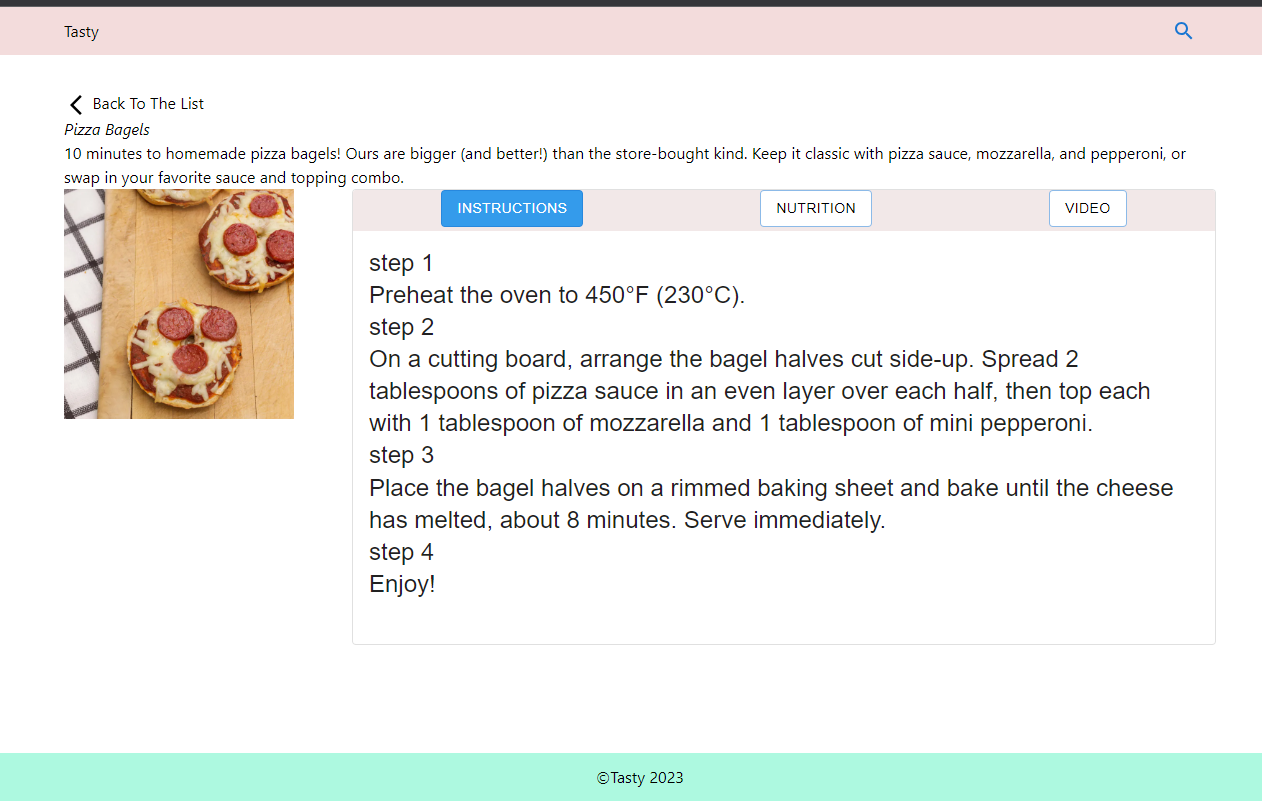 Tasty
Back To The List
Pizza Bagels
10 minutes to homemade pizza bagels! Ours are bigger (and better!) than the store-bought kind. Keep it classic with pizza sauce, mozzarella, and pepperoni, or
swap in your favorite sauce and topping combo.
INSTRUCTIONS NUTRITION VIDEO
step 1
Preheat the oven to 450°F (230°C).
step 2
On a cutting board, arrange the bagel halves cut side-up. Spread 2
tablespoons of pizza sauce in an even layer over each half, then top each
with 1 tablespoon of mozzarella and 1 tablespoon of mini pepperoni.
step 3
Place the bagel halves on a rimmed baking sheet and bake until the cheese
has melted, about 8 minutes. Serve immediately.
step 4
Enjoy!
©Tasty 2023